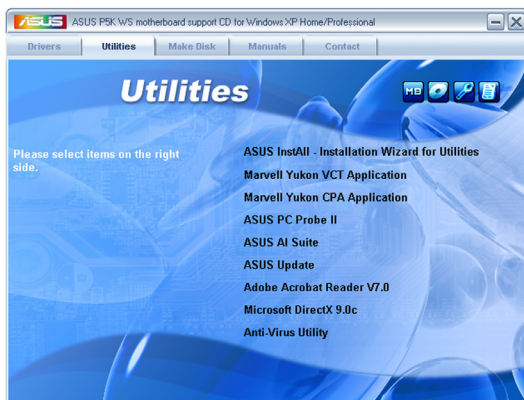 ASUS ASUS P5K WS motherboard support CD for Windows XP Home/Professional
Drivers Utilities Make Disk Manuals Contact
Utilities
MB
Please select items on the right
side.
ASUS InstAll - Installation Wizard for Utilities
Marvell Yukon VCT Application
Marvell Yukon CPA Application
ASUS PC Probe II
ASUS AI Suite
ASUS Update
Adobe Acrobat Reader V7.0
Microsoft DirectX 9.0c
Anti-Virus Utility